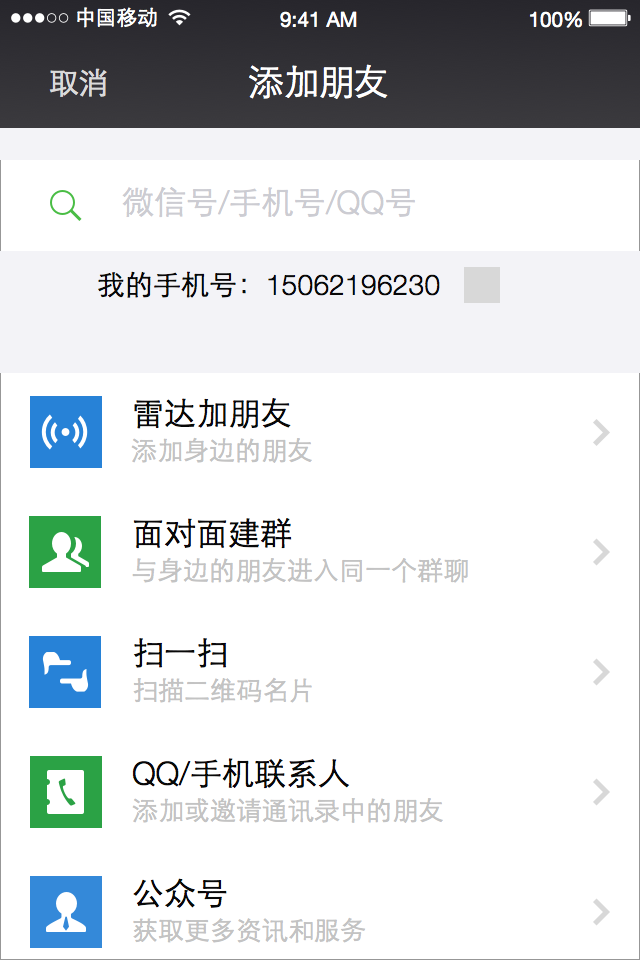 中国移动 9:41 AM 100%
取消 添加朋友
微信号/手机号/QQ号
我的手机号：15062196230
雷达加朋友
添加身边的朋友
面对面建群
与身边的朋友进入同一个群聊
扫一扫
扫描二维码名片
QQ/手机联系人
添加或邀请通讯录中的朋友
公众号
获取更多资讯和服务